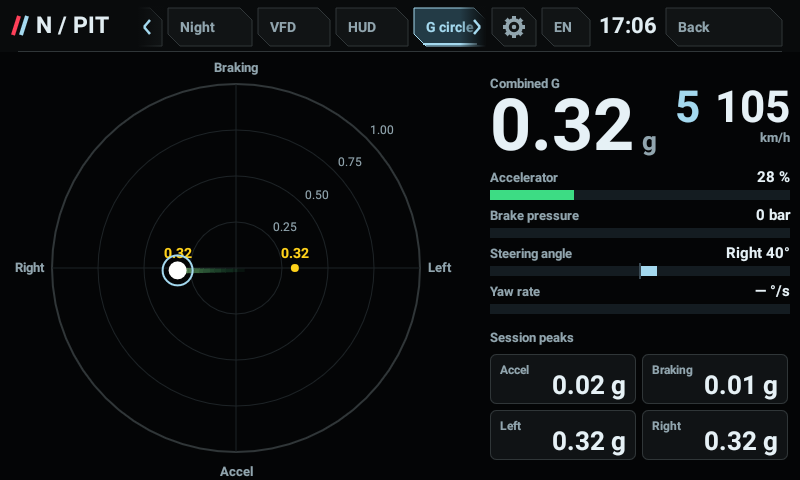 // N / PIT
Night
VFD
HUD
G circle
EN
17:06
Back
Braking
1.00
0.75
0.50
0.25
0.32
0.32
Right
Left
Accel
Combined G
0.32 g
5
105
km/h
Accelerator
28 %
Brake pressure
0 bar
Steering angle
Right 40°
Yaw rate
– °/s
Session peaks
Accel
0.02 g
Braking
0.01 g
Left
0.32 g
Right
0.32 g